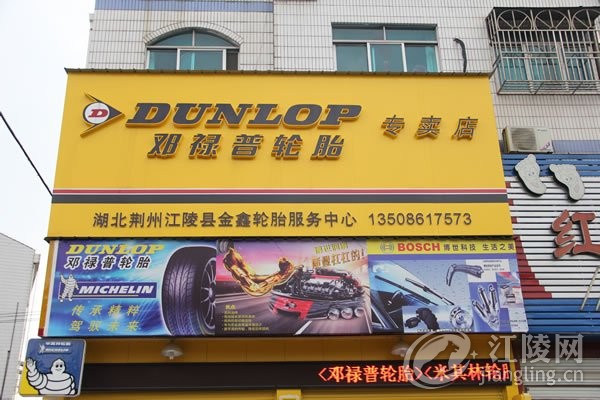 DUNLOP 专卖店
邓禄普轮胎
湖北荆州江陵县金鑫轮胎服务中心 13508617573
DUNLOP
邓禄普轮胎
MICHELIN
传承精粹
驾驭未来
BOSCH 博世科技 生活之美
MICHELIN
<邓禄普轮胎><米其林轮胎
红
江陵网
jiangling.cn